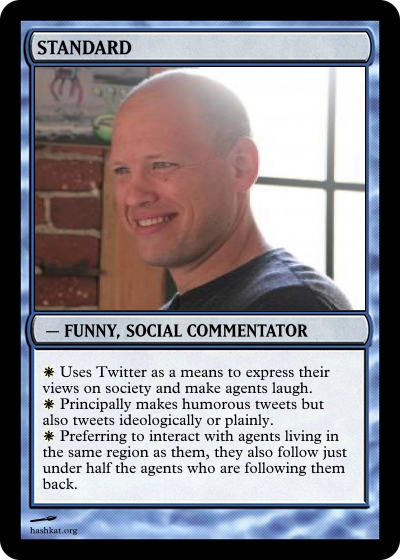 STANDARD
— FUNNY, SOCIAL COMMENTATOR
⁕ Uses Twitter as a means to express their
views on society and make agents laugh.
⁕ Principally makes humorous tweets but
also tweets ideologically or plainly.
⁕ Preferring to interact with agents living in
the same region as them, they also follow just
under half the agents who are following them
back.
hashkat.org